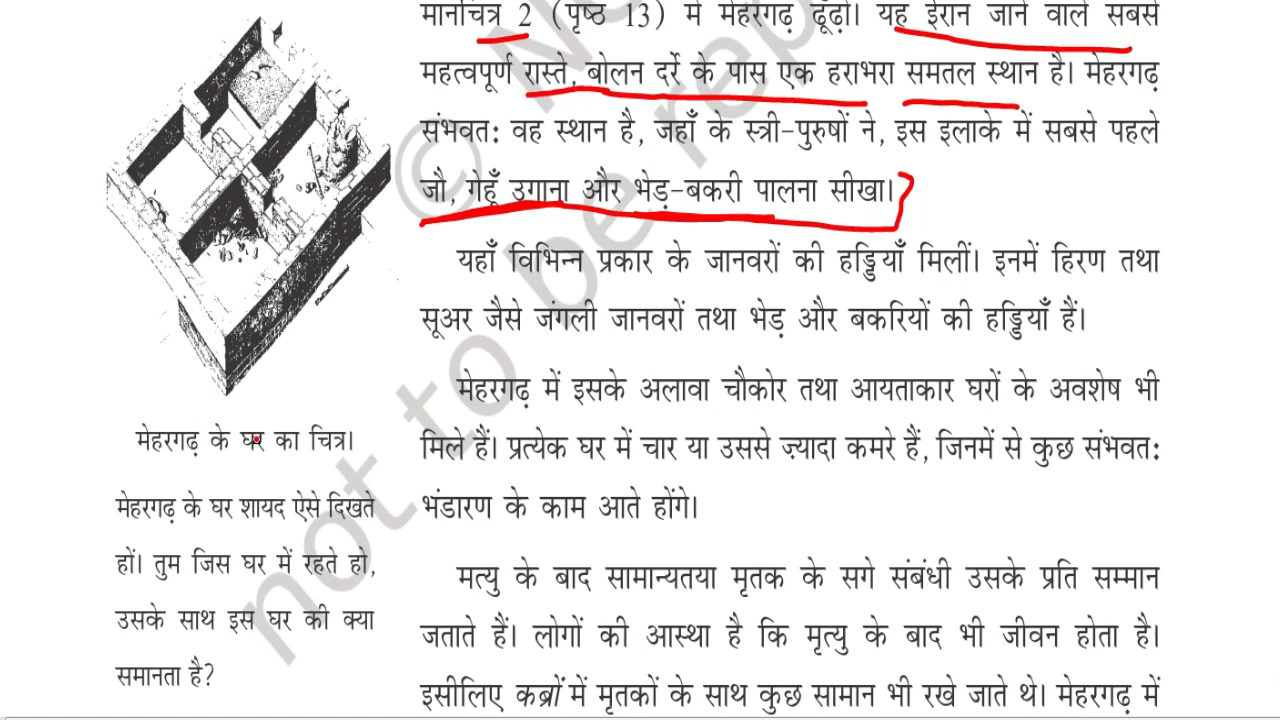 मानचित्र 2 (पृष्ठ 13) में मेहरगढ़ ढूंढ़ो। यह ईरान जाने वाले सबसे
महत्वपूर्ण रास्ते, बोलन दर्रे के पास एक हराभरा समतल स्थान है। मेहरगढ़
संभवत: वह स्थान है, जहाँ के स्त्री-पुरुषों ने, इस इलाके में सबसे पहले
जौ, गेहूँ उगाना और भेड़-बकरी पालना सीखा।
यहाँ विभिन्न प्रकार के जानवरों की हड्डियाँ मिलीं। इनमें हिरण तथा
सूअर जैसे जंगली जानवरों तथा भेड़ और बकरियों की हड्डियाँ हैं।
मेहरगढ़ में इसके अलावा चौकोर तथा आयताकार घरों के अवशेष भी
मिले हैं। प्रत्येक घर में चार या उससे ज़्यादा कमरे हैं, जिनमें से कुछ संभवत:
भंडारण के काम आते होंगे।
मत्यु के बाद सामान्यतया मृतक के सगे संबंधी उसके प्रति सम्मान
जताते हैं। लोगों की आस्था है कि मृत्यु के बाद भी जीवन होता है।
इसीलिए कब्रों में मृतकों के साथ कुछ सामान भी रखे जाते थे। मेहरगढ़ में
मेहरगढ़ के घर का चित्र।
मेहरगढ़ के घर शायद ऐसे दिखते
हों। तुम जिस घर में रहते हो,
उसके साथ इस घर की क्या
समानता है?
© N
not to be rep